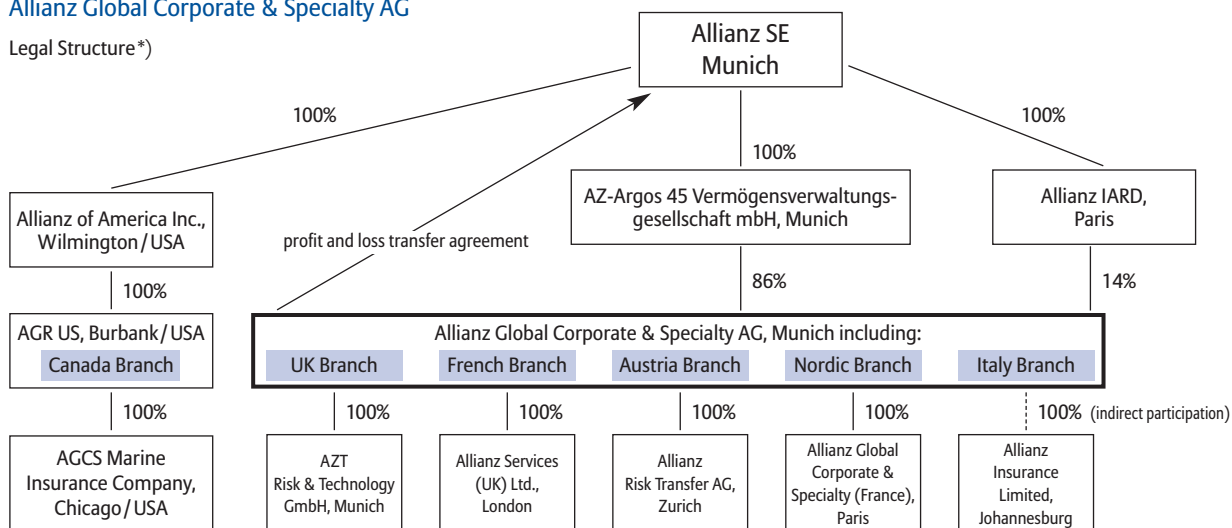 Allianz Global Corporate & Specialty AG
Legal Structure*)
Allianz SE
Munich
100%
100%
100%
Allianz of America Inc.,
Wilmington/USA
AZ-Argos 45 Vermögensverwaltungs-
gesellschaft mbH, Munich
Allianz IARD,
Paris
profit and loss transfer agreement
100%
86%
14%
AGR US, Burbank/USA
Canada Branch
Allianz Global Corporate & Specialty AG, Munich including:
UK Branch
French Branch
Austria Branch
Nordic Branch
Italy Branch
100%
100%
100%
100%
100%
100% (indirect participation)
AGCS Marine
Insurance Company,
Chicago/USA
AZT
Risk & Technology
GmbH, Munich
Allianz Services
(UK) Ltd.,
London
Allianz
Risk Transfer AG,
Zurich
Allianz Global
Corporate &
Specialty (France),
Paris
Allianz
Insurance
Limited,
Johannesburg